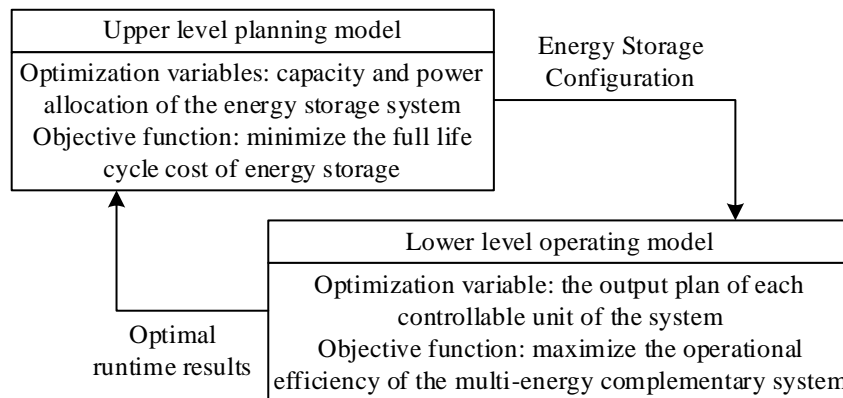 Upper level planning model
Optimization variables: capacity and power
allocation of the energy storage system
Objective function: minimize the full life
cycle cost of energy storage
Energy Storage
Configuration
Lower level operating model
Optimization variable: the output plan of each
controllable unit of the system
Objective function: maximize the operational
efficiency of the multi-energy complementary system
Optimal
runtime results